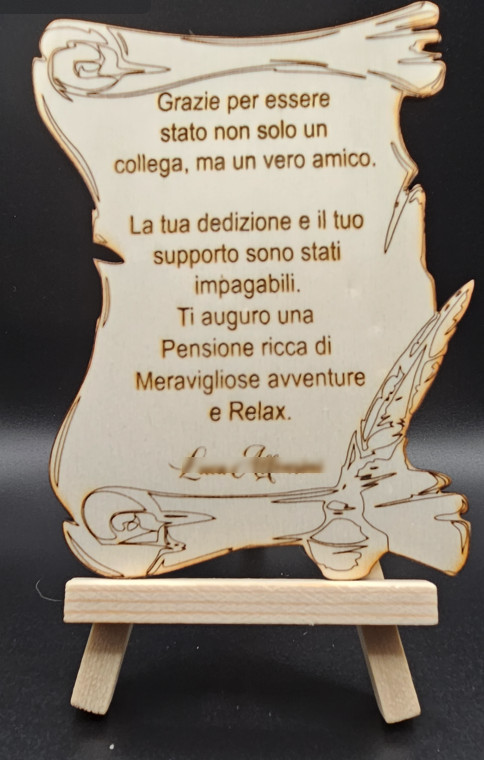 Grazie per essere
stato non solo un
collega, ma un vero amico.
La tua dedizione e il tuo
supporto sono stati
impagabili.
Ti auguro una
Pensione ricca di
Meravigliose avventure
e Relax.